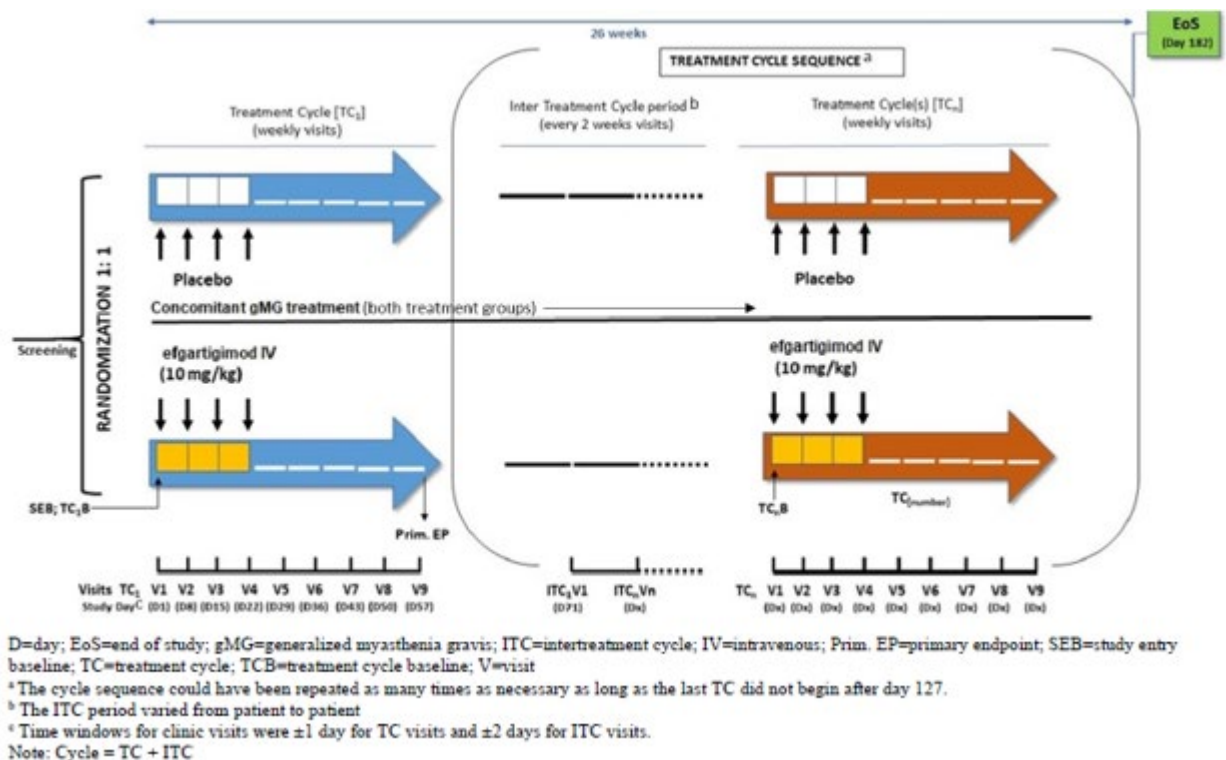 26 weeks
EoS
(Day 182)
TREATMENT CYCLE SEQUENCE a
Treatment Cycle [TC1]
(weekly visits)
Inter Treatment Cycle period b
(every 2 weeks visits)
Treatment Cycle(s) [TCn]
(weekly visits)
Screening
RANDOMIZATION 1: 1
Placebo
Placebo
Concomitant gMG treatment (both treatment groups)
efgartigimod IV
(10 mg/kg)
efgartigimod IV
(10 mg/kg)
SEB; TC1B
Prim. EP
TCnB
TC(number)
Visits TC1 V1 V2 V3 V4 V5 V6 V7 V8 V9
Study Day C (D1) (D8) (D15) (D22) (D29) (D36) (D43) (D50) (D57)
ITC1V1 ITCnVn
(D71) (Dx)
TCn V1 V2 V3 V4 V5 V6 V7 V8 V9
(Dx) (Dx) (Dx) (Dx) (Dx) (Dx) (Dx) (Dx) (Dx)
D=day; EoS=end of study; gMG=generalized myasthenia gravis; ITC=intertreatment cycle; IV=intravenous; Prim. EP=primary endpoint; SEB=study entry
baseline; TC=treatment cycle; TCB=treatment cycle baseline; V=visit
a The cycle sequence could have been repeated as many times as necessary as long as the last TC did not begin after day 127.
b The ITC period varied from patient to patient
c Time windows for clinic visits were ±1 day for TC visits and ±2 days for ITC visits.
Note: Cycle = TC + ITC